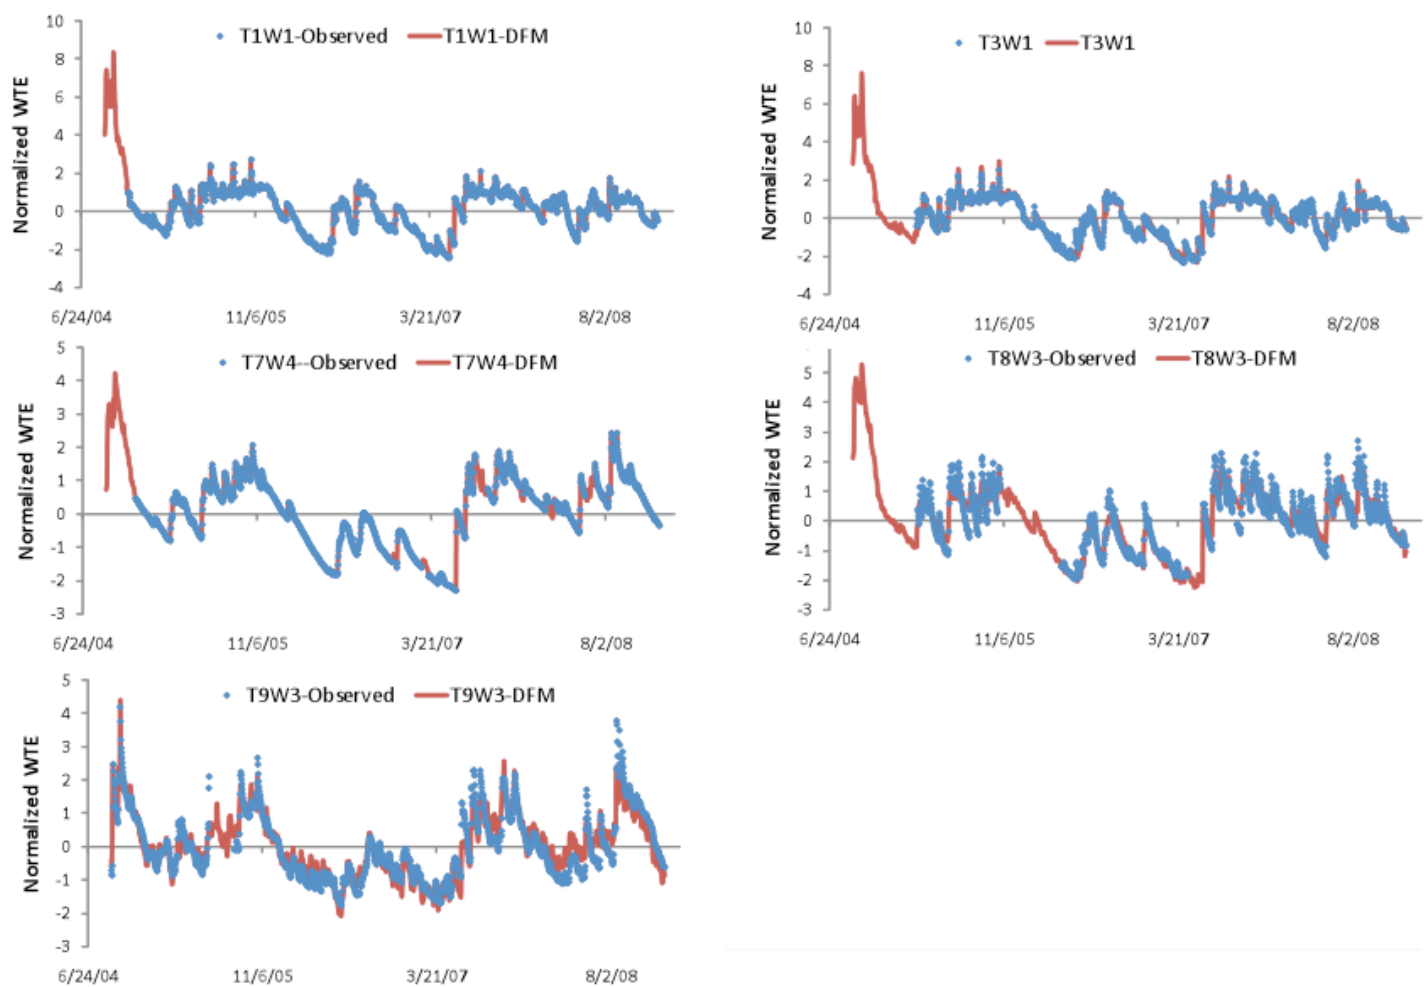 T1W1-Observed T1W1-DFM
Normalized WTE
10
8
6
4
2
0
-2
-4
6/24/04 11/6/05 3/21/07 8/2/08
T3W1 T3W1
Normalized WTE
10
8
6
4
2
0
-2
-4
6/24/04 11/6/05 3/21/07 8/2/08
T7W4--Observed T7W4-DFM
Normalized WTE
5
4
3
2
1
0
-1
-2
-3
6/24/04 11/6/05 3/21/07 8/2/08
T8W3-Observed T8W3-DFM
Normalized WTE
5
4
3
2
1
0
-1
-2
-3
6/24/04 11/6/05 3/21/07 8/2/08
T9W3-Observed T9W3-DFM
Normalized WTE
5
4
3
2
1
0
-1
-2
-3
6/24/04 11/6/05 3/21/07 8/2/08